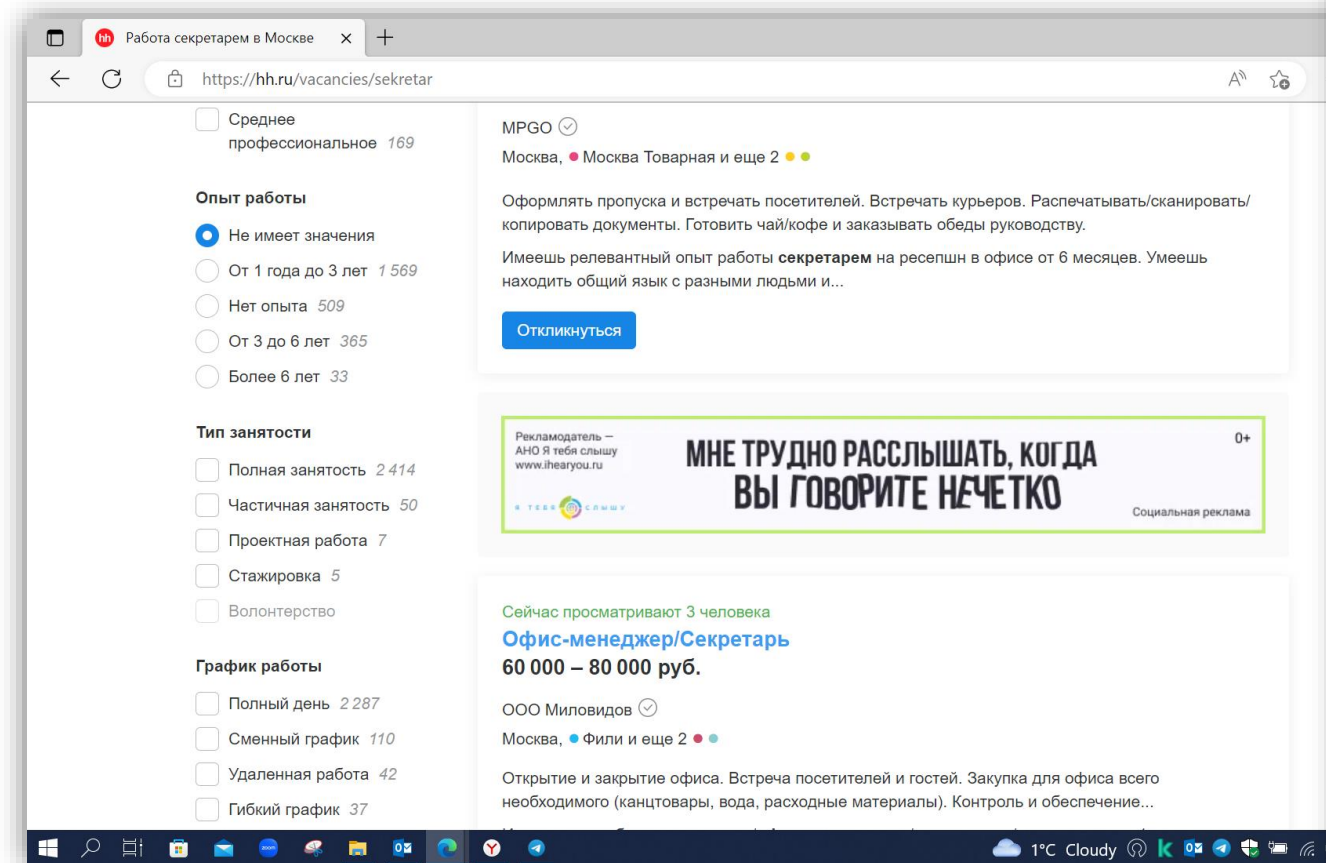 Работа секретарем в Москве
https://hh.ru/vacancies/sekretar
Среднее
профессиональное 169
Опыт работы
Не имеет значения
От 1 года до 3 лет 1 569
Нет опыта 509
От 3 до 6 лет 365
Более 6 лет 33
Тип занятости
Полная занятость 2 414
Частичная занятость 50
Проектная работа 7
Стажировка 5
Волонтерство
График работы
Полный день 2 287
Сменный график 110
Удаленная работа 42
Гибкий график 37
MPGO
Москва, Москва Товарная и еще 2
Оформлять пропуска и встречать посетителей. Встречать курьеров. Распечатывать/сканировать/
копировать документы. Готовить чай/кофе и заказывать обеды руководству.
Имеешь релевантный опыт работы секретарем на ресепшн в офисе от 6 месяцев. Умеешь
находить общий язык с разными людьми и...
Откликнуться
Рекламодатель –
АНО Я тебя слышу
www.ihearyou.ru
Я ТЕБЯ СЛЫШУ
МНЕ ТРУДНО РАССЛЫШАТЬ, КОГДА
ВЫ ГОВОРИТЕ НЕЧЕТКО
0+
Социальная реклама
Сейчас просматривают 3 человека
Офис-менеджер/Секретарь
60 000 – 80 000 руб.
ООО Миловидов
Москва, Фили и еще 2
Открытие и закрытие офиса. Встреча посетителей и гостей. Закупка для офиса всего
необходимого (канцтовары, вода, расходные материалы). Контроль и обеспечение...
1°C Cloudy